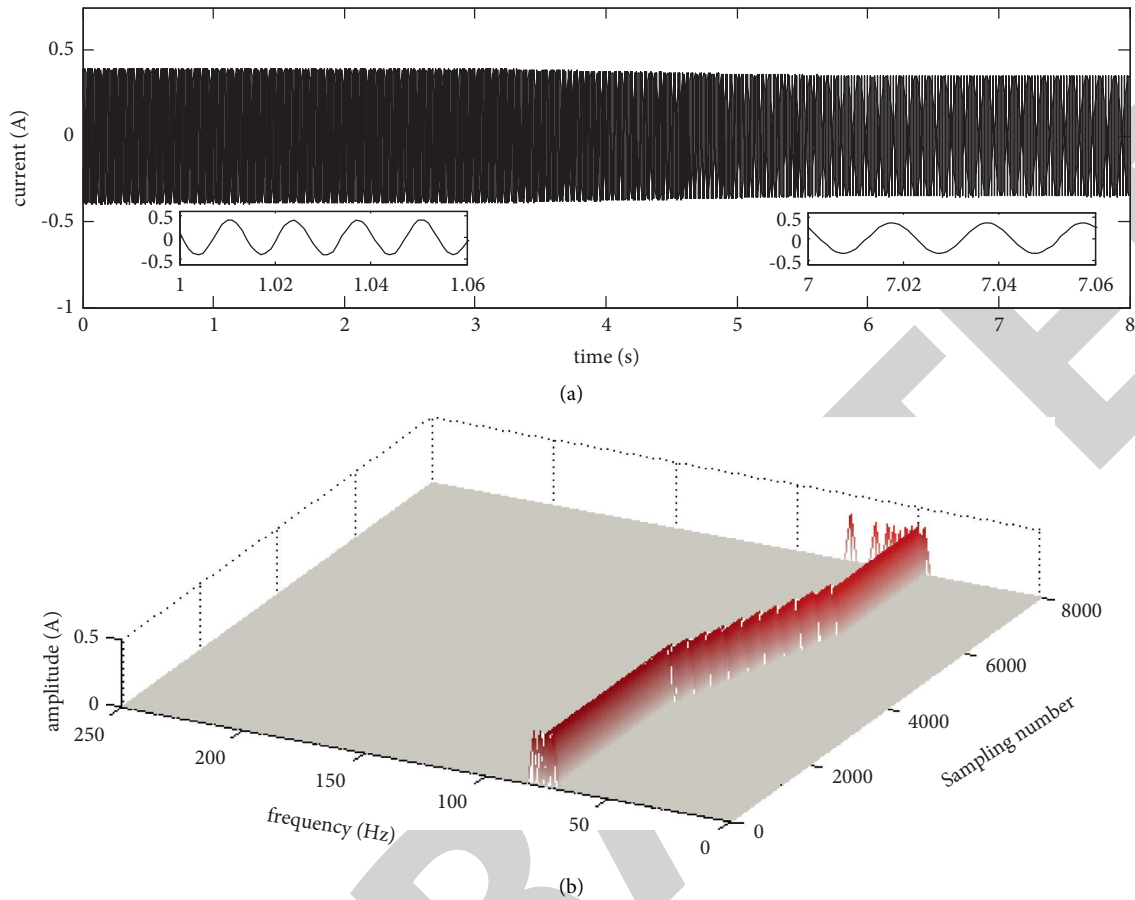 0.5
0
-0.5
-1
current (A)
0.5
0
-0.5
1 1.02 1.04 1.06
0.5
0
-0.5
7 7.02 7.04 7.06
0 1 2 3 4 5 6 7 8
time (s)
(a)
amplitude (A)
0.5
0
250 200 150 100 50 0
frequency (Hz)
0 2000 4000 6000 8000
Sampling number
(b)